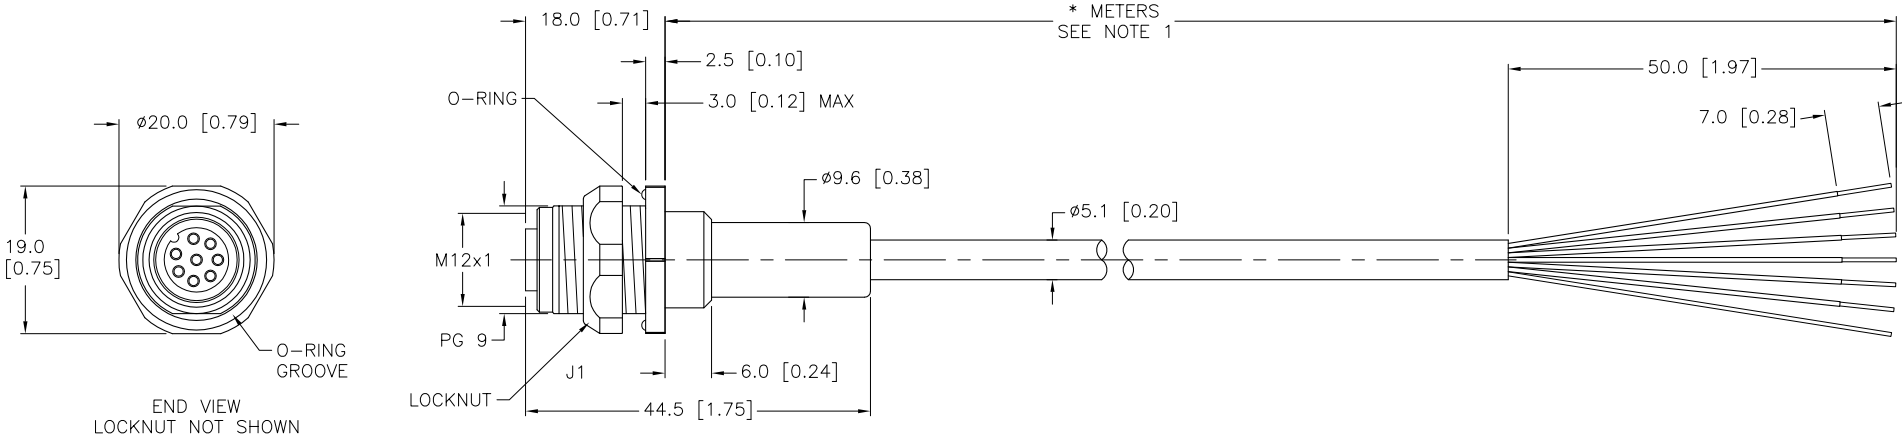 18.0 [0.71]
* METERS
SEE NOTE 1
2.5 [0.10]
50.0 [1.97]
O-RING
3.0 [0.12] MAX
7.0 [0.28]
ø20.0 [0.79]
ø9.6 [0.38]
ø5.1 [0.20]
19.0
[0.75]
M12x1
PG 9
O-RING
GROOVE
J1
6.0 [0.24]
LOCKNUT
44.5 [1.75]
END VIEW
LOCKNUT NOT SHOWN